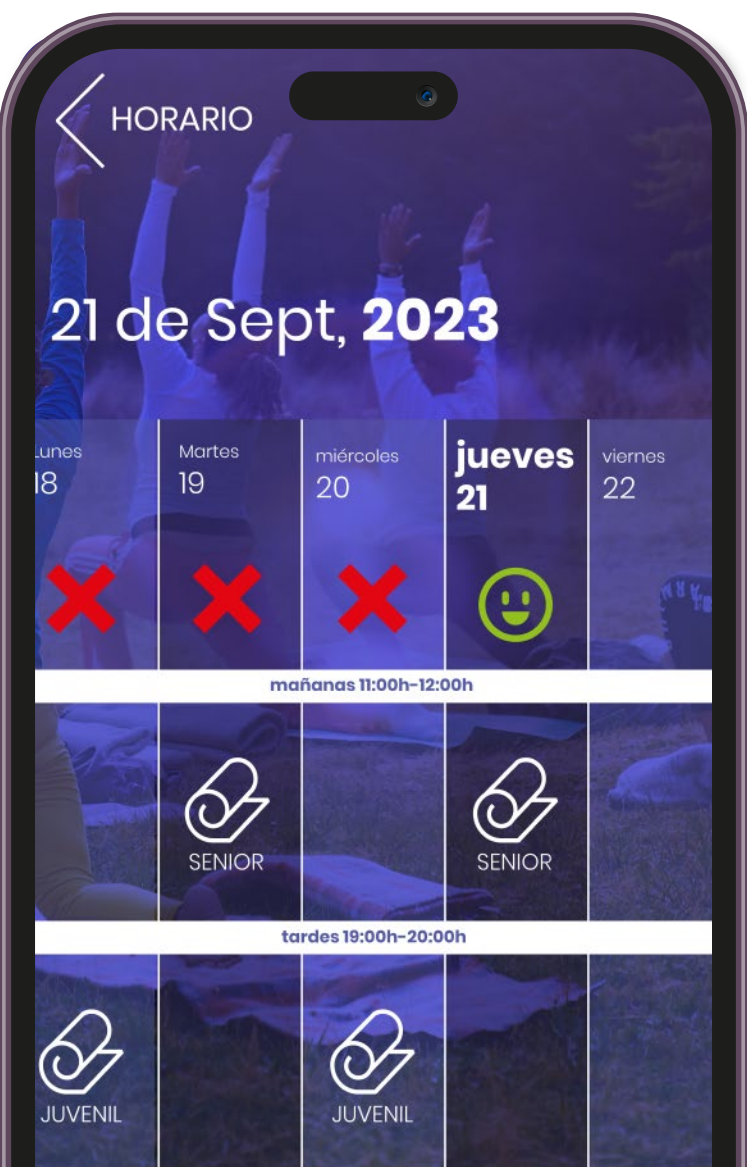 HORARIO
21 de Sept, 2023
Lunes
18
Martes
19
miércoles
20
jueves
21
viernes
22
mañanas 11:00h-12:00h
SENIOR
SENIOR
tardes 19:00h-20:00h
JUVENIL
JUVENIL